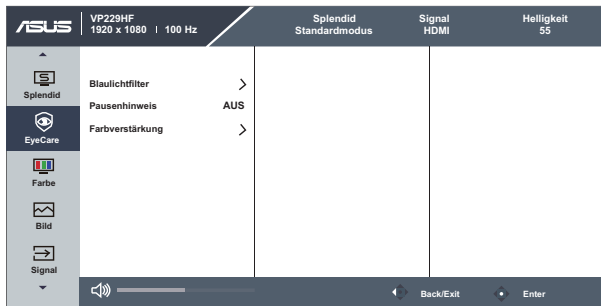 ASUS
VP229HF
1920 x 1080 | 100 Hz
Splendid
Standardmodus
Signal
HDMI
Helligkeit
55
Splendid
EyeCare
Farbe
Bild
Signal
Blaulichtfilter
Pausenhinweis AUS
Farbverstärkung
Back/Exit
Enter